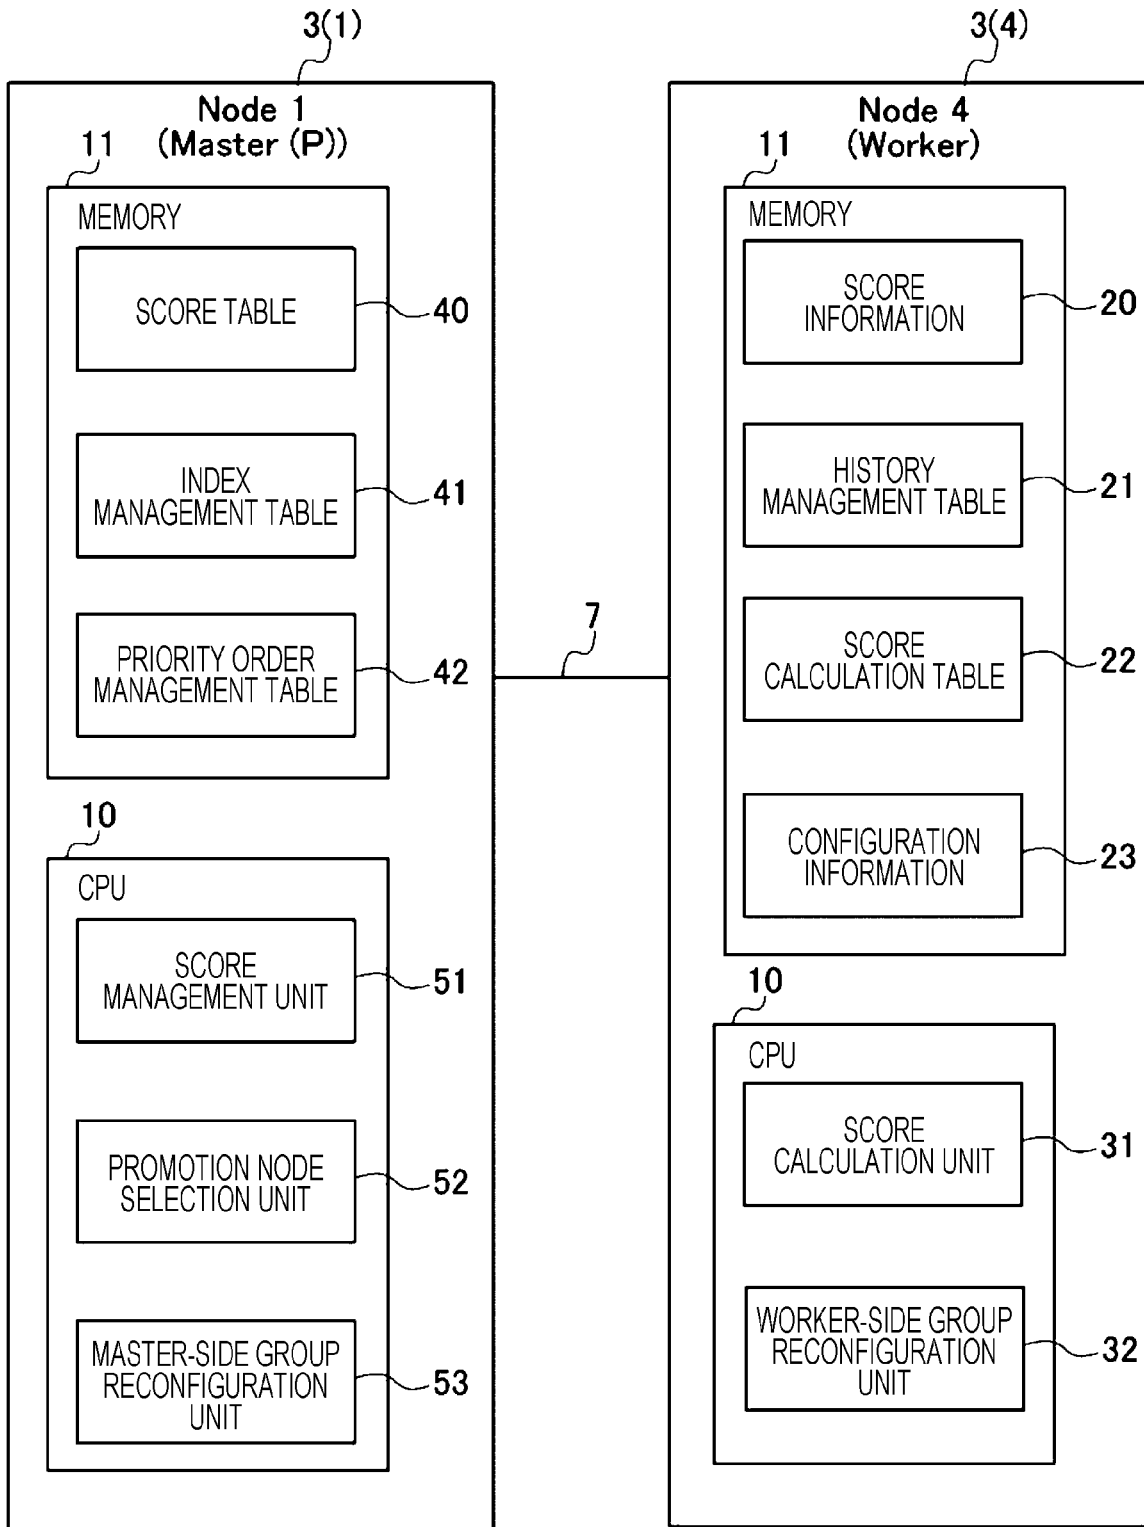 3(1)
Node 1
(Master (P))
11
MEMORY
SCORE TABLE
40
INDEX
MANAGEMENT TABLE
41
PRIORITY ORDER
MANAGEMENT TABLE
42
10
CPU
SCORE
MANAGEMENT UNIT
51
PROMOTION NODE
SELECTION UNIT
52
MASTER-SIDE GROUP
RECONFIGURATION
UNIT
53
7
3(4)
Node 4
(Worker)
11
MEMORY
SCORE
INFORMATION
20
HISTORY
MANAGEMENT TABLE
21
SCORE
CALCULATION TABLE
22
CONFIGURATION
INFORMATION
23
10
CPU
SCORE
CALCULATION UNIT
31
WORKER-SIDE GROUP
RECONFIGURATION
UNIT
32